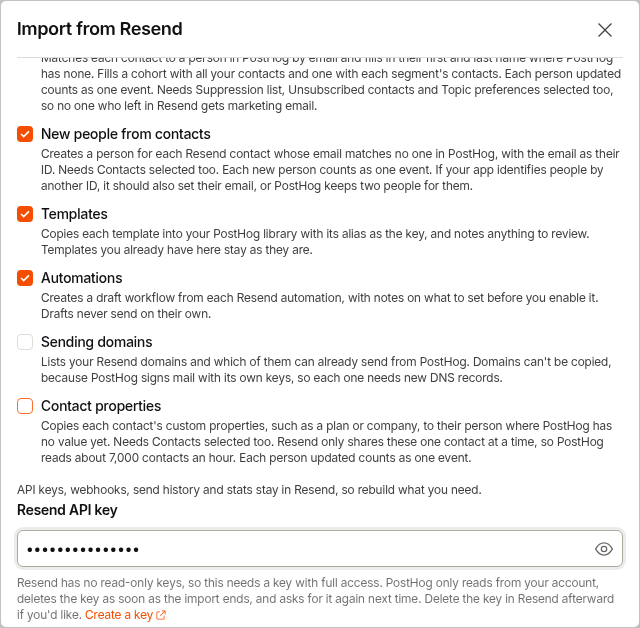 Import from Resend
Matches each contact to a person in PostHog by email and fills in their first and last name where PostHog
has none. Fills a cohort with all your contacts and one with each segment's contacts. Each person updated
counts as one event. Needs Suppression list, Unsubscribed contacts and Topic preferences selected too,
so no one who left in Resend gets marketing email.
New people from contacts
Creates a person for each Resend contact whose email matches no one in PostHog, with the email as their
ID. Needs Contacts selected too. Each new person counts as one event. If your app identifies people by
another ID, it should also set their email, or PostHog keeps two people for them.
Templates
Copies each template into your PostHog library with its alias as the key, and notes anything to review.
Templates you already have here stay as they are.
Automations
Creates a draft workflow from each Resend automation, with notes on what to set before you enable it.
Drafts never send on their own.
Sending domains
Lists your Resend domains and which of them can already send from PostHog. Domains can't be copied,
because PostHog signs mail with its own keys, so each one needs new DNS records.
Contact properties
Copies each contact's custom properties, such as a plan or company, to their person where PostHog has
no value yet. Needs Contacts selected too. Resend only shares these one contact at a time, so PostHog
reads about 7,000 contacts an hour. Each person updated counts as one event.
API keys, webhooks, send history and stats stay in Resend, so rebuild what you need.
Resend API key
•••••••••••••••
Resend has no read-only keys, so this needs a key with full access. PostHog only reads from your account,
deletes the key as soon as the import ends, and asks for it again next time. Delete the key in Resend afterward
if you'd like. Create a key